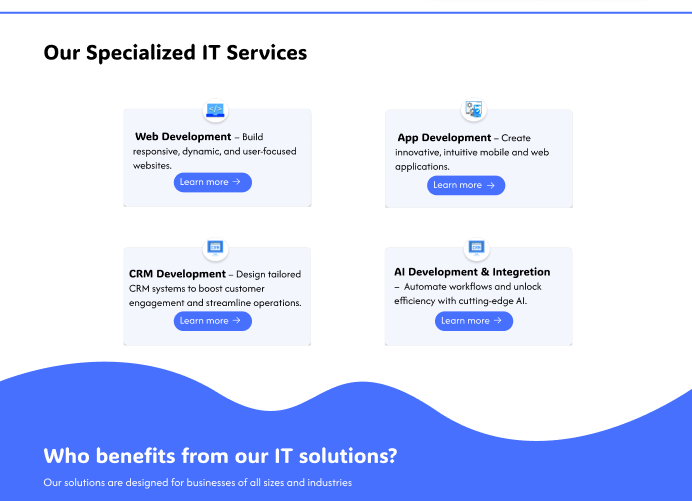 Our Specialized IT Services
Web Development – Build
responsive, dynamic, and user-focused
websites.
Learn more →
App Development – Create
innovative, intuitive mobile and web
applications.
Learn more →
CRM Development – Design tailored
CRM systems to boost customer
engagement and streamline operations.
Learn more →
AI Development & Integretion
– Automate workflows and unlock
efficiency with cutting-edge AI.
Learn more →
Who benefits from our IT solutions?
Our solutions are designed for businesses of all sizes and industries